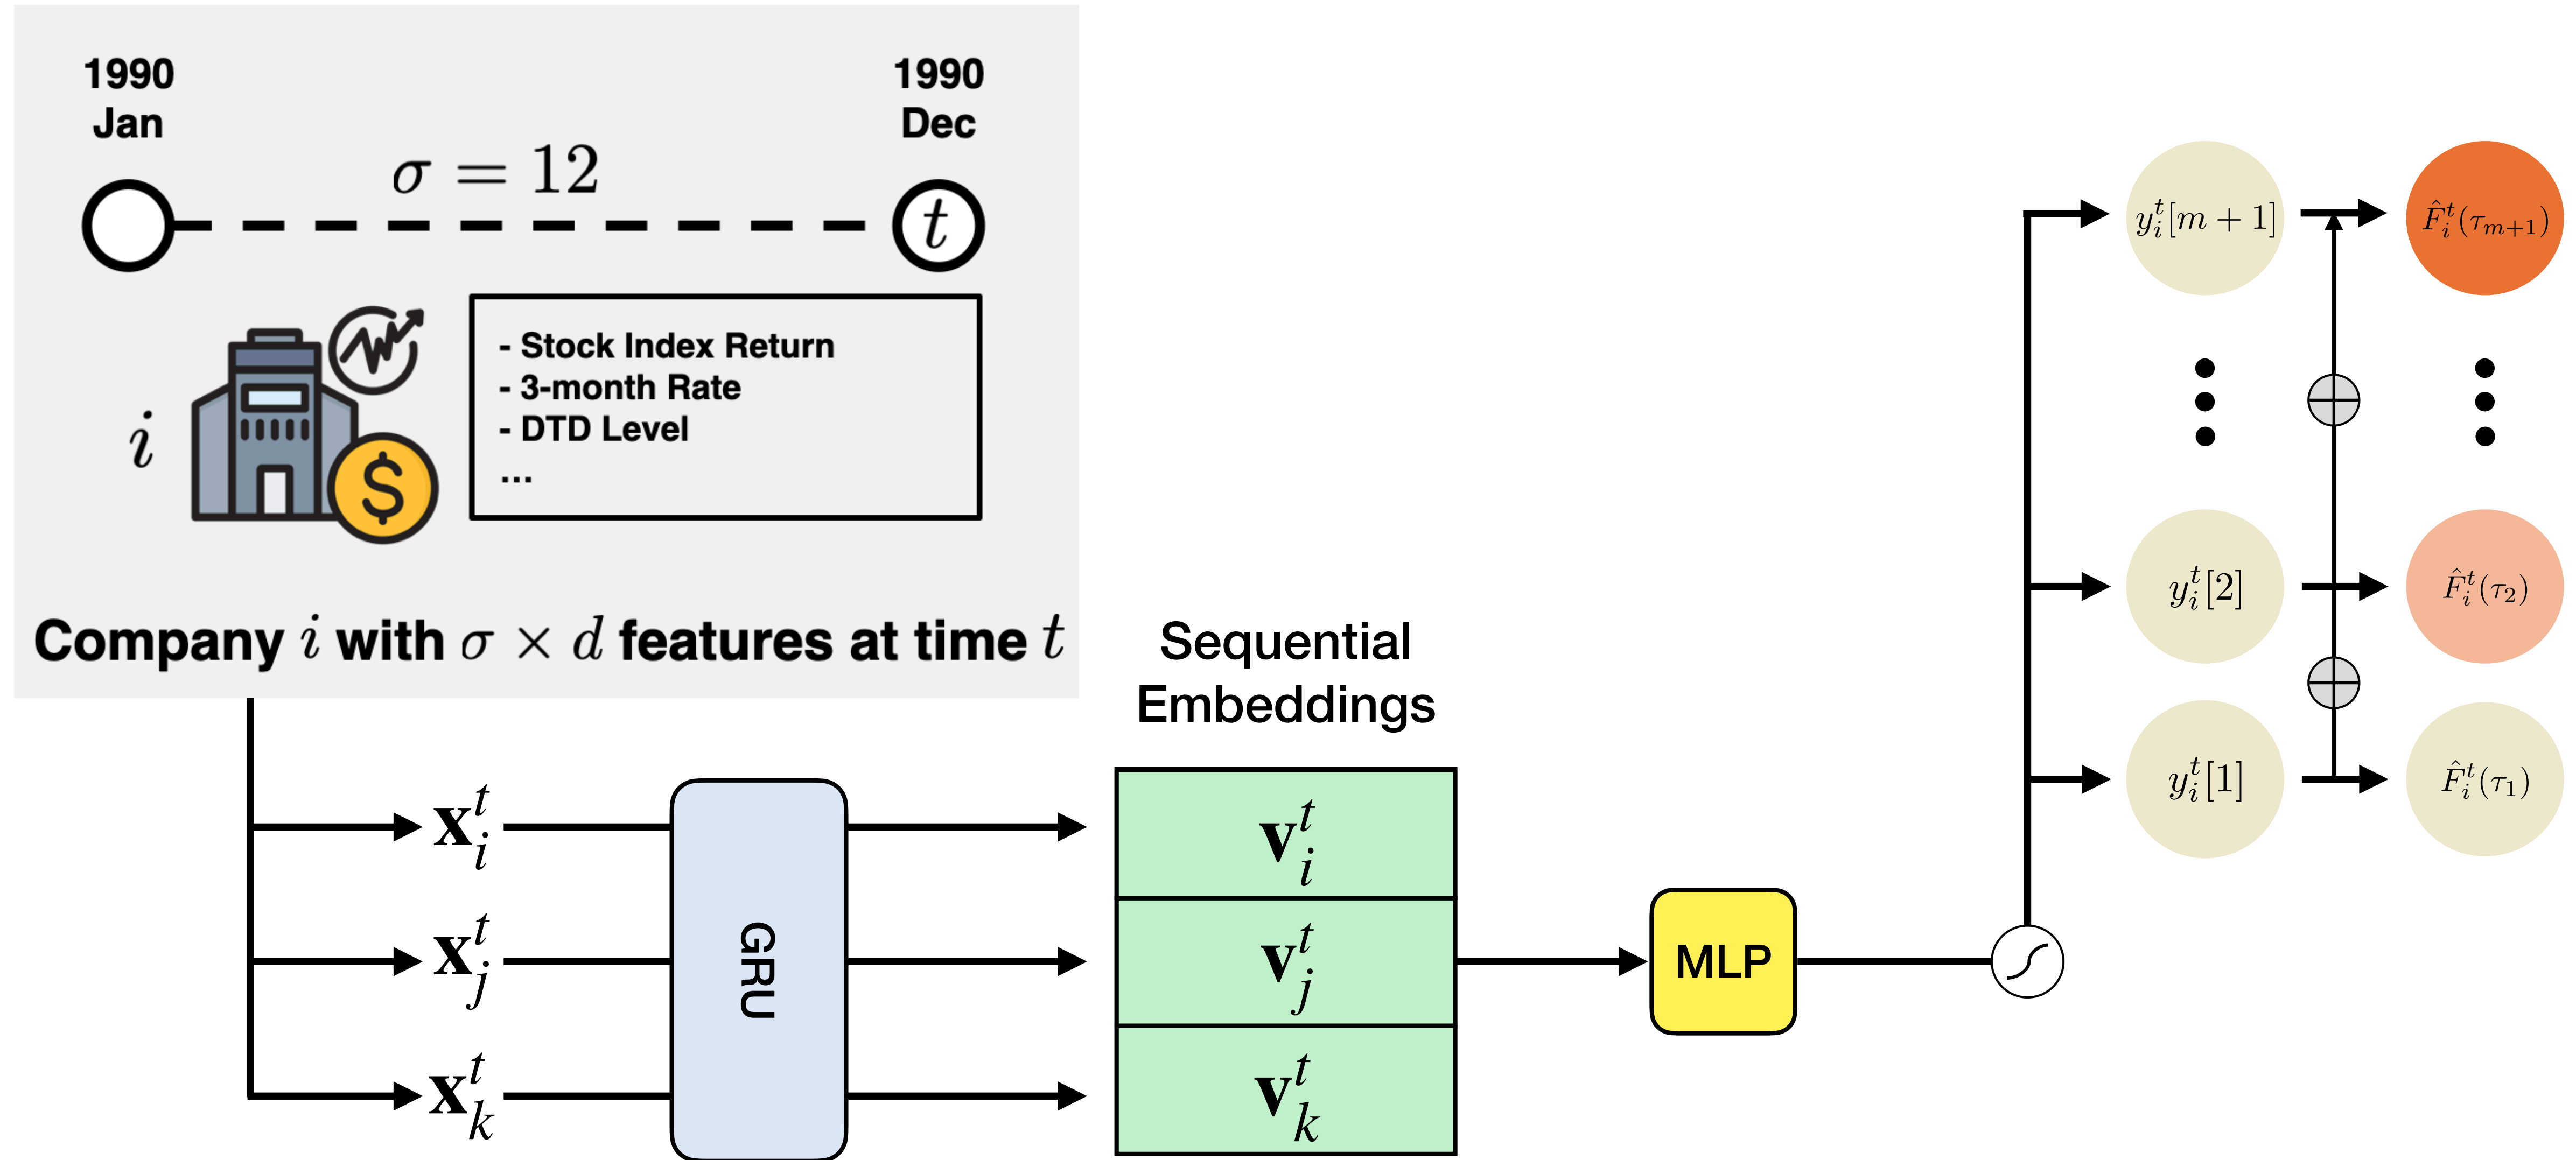 1990
Jan
1990
Dec
σ = 12
t
i
- Stock Index Return
- 3-month Rate
- DTD Level
...
$
Company i with σ × d features at time t
Sequential
Embeddings
x_i^t
x_j^t
x_k^t
GRU
v_i^t
v_j^t
v_k^t
MLP
y_i^t[m + 1]
F̂_i^t(τ_{m+1})
y_i^t[2]
F̂_i^t(τ_2)
y_i^t[1]
F̂_i^t(τ_1)